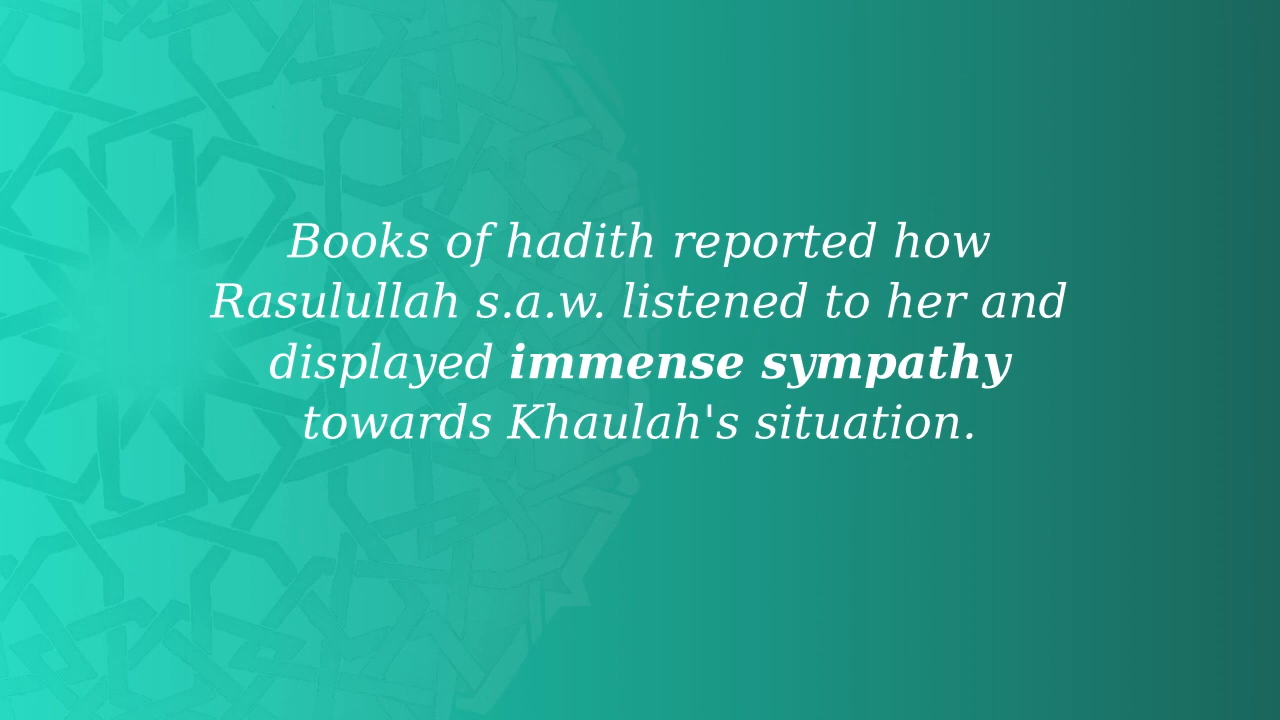 Books of hadith reported how
Rasulullah s.a.w. listened to her and
displayed immense sympathy
towards Khaulah's situation.